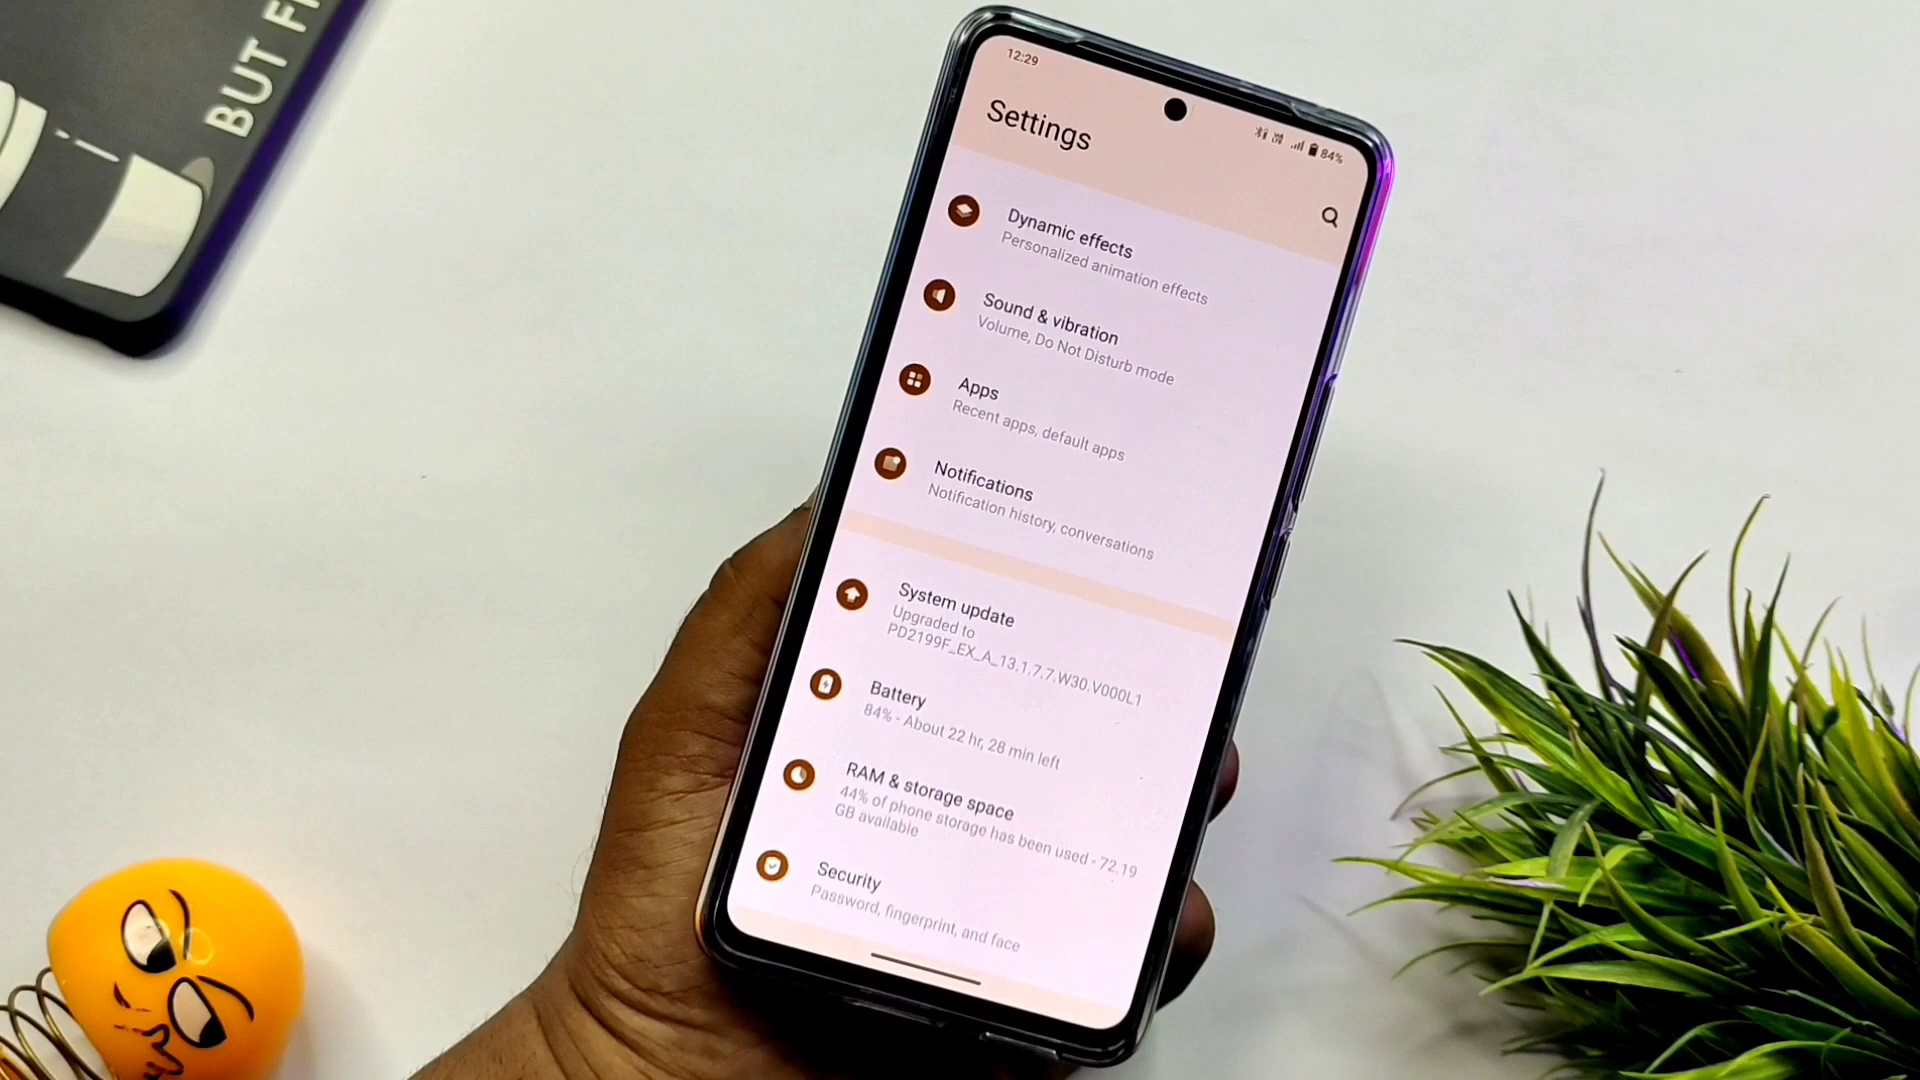 BUT FI
12:29
84%
Settings
Dynamic effects
Personalized animation effects
Sound & vibration
Volume, Do Not Disturb mode
Apps
Recent apps, default apps
Notifications
Notification history, conversations
System update
Upgraded to
PD2199F_EX_A_13.1.7.7.W30.V000L1
Battery
84% - About 22 hr, 28 min left
RAM & storage space
44% of phone storage has been used - 72.19
GB available
Security
Password, fingerprint, and face